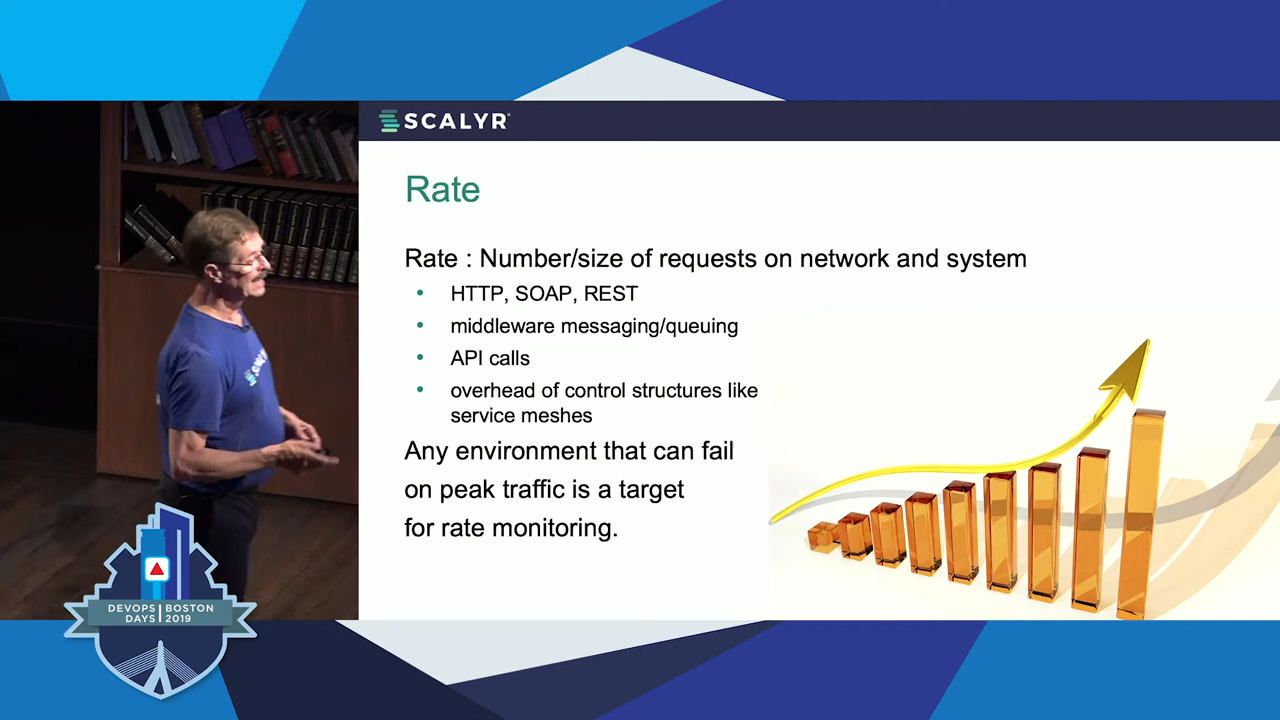 SCALYR
Rate
Rate : Number/size of requests on network and system
• HTTP, SOAP, REST
• middleware messaging/queuing
• API calls
• overhead of control structures like
service meshes
Any environment that can fail
on peak traffic is a target
for rate monitoring.
DEVOPS BOSTON
DAYS 2019